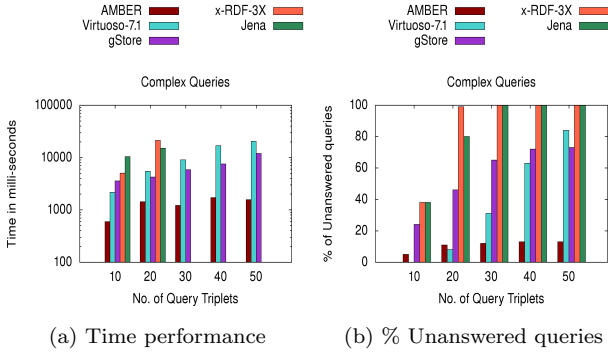 AMBER
Virtuoso-7.1
gStore
x-RDF-3X
Jena
Complex Queries
Time in milli-seconds
100000
10000
1000
100
10 20 30 40 50
No. of Query Triplets
(a) Time performance
AMBER
Virtuoso-7.1
gStore
x-RDF-3X
Jena
Complex Queries
% of Unanswered queries
100
80
60
40
20
0
10 20 30 40 50
No. of Query Triplets
(b) % Unanswered queries